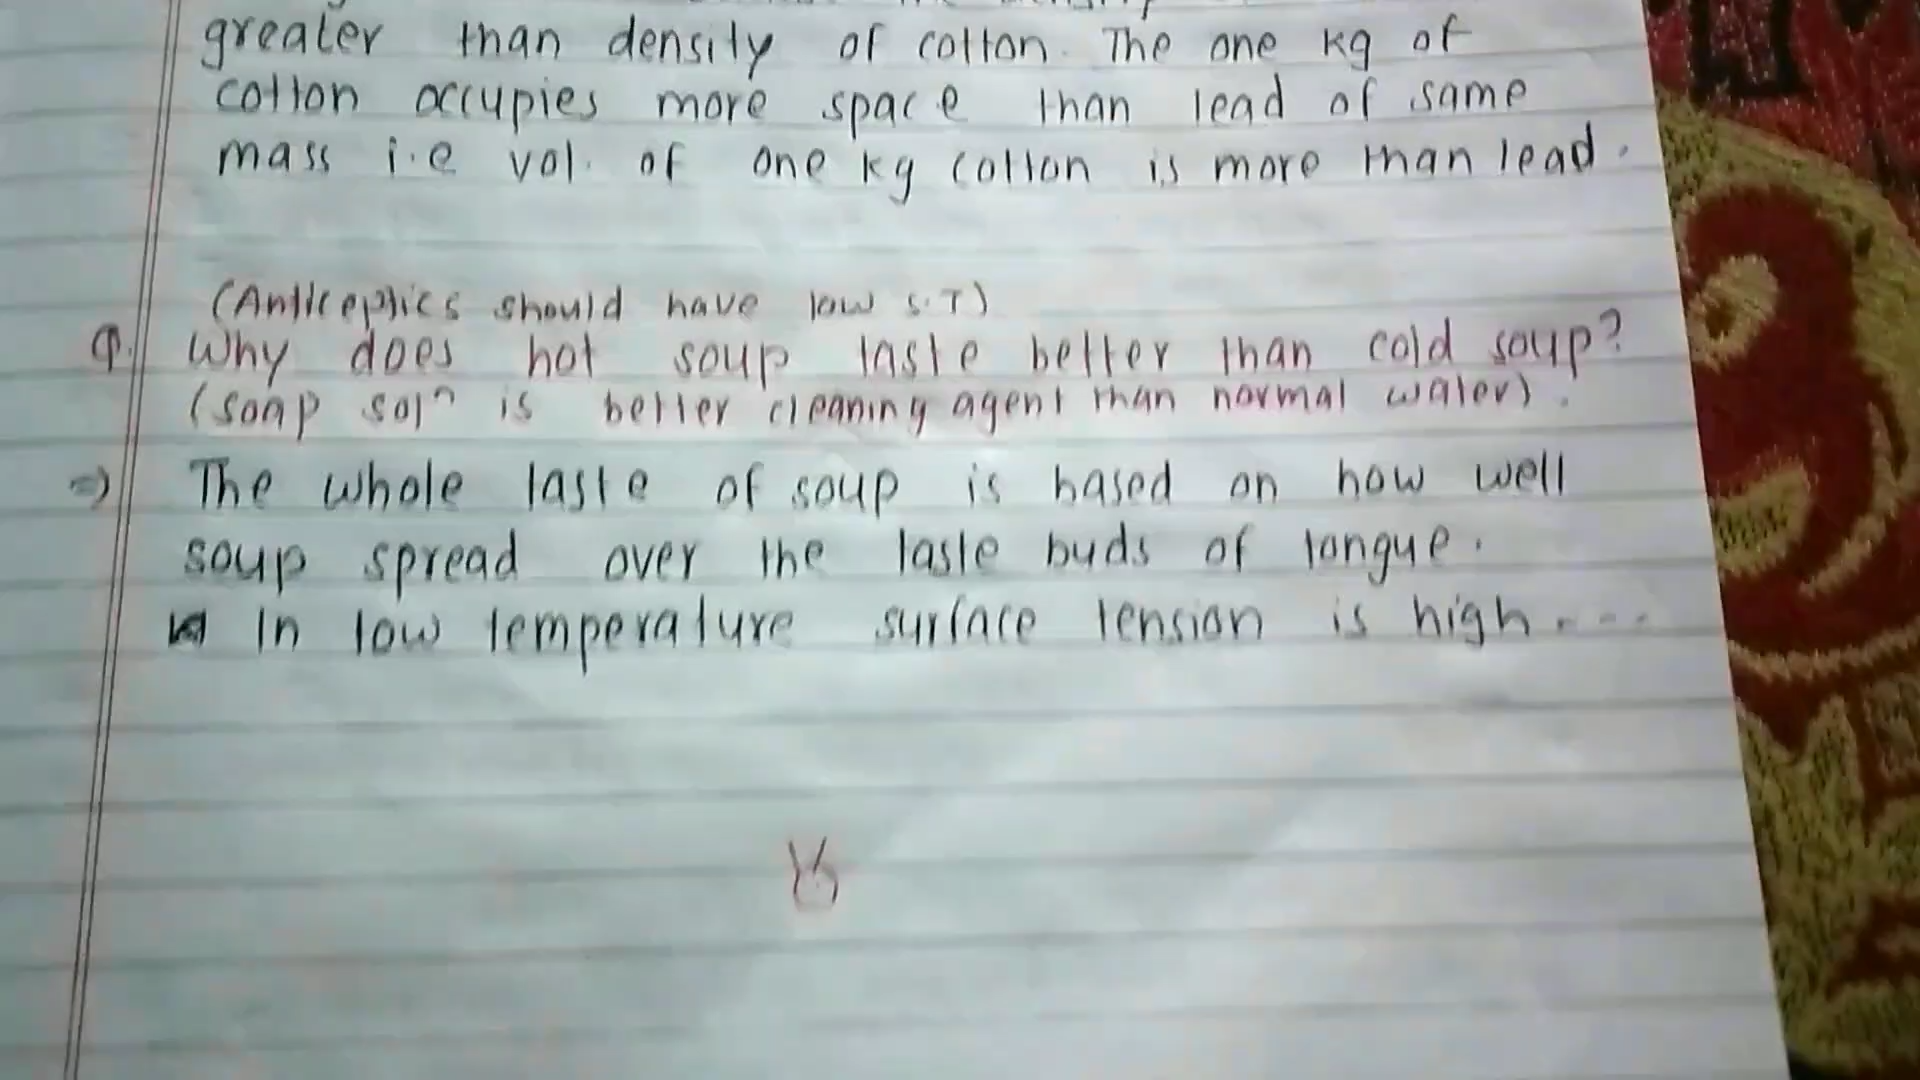 greater than density of cotton. The one kg of
cotton occupies more space than lead of same
mass i.e vol. of one kg cotton is more than lead.
(Anticeptics should have low S.T)
Q. Why does hot soup taste better than cold soup?
(soap solⁿ is better cleaning agent than normal water).
⇒ The whole taste of soup is based on how well
soup spread over the taste buds of tongue.
In low temperature surface tension is high....